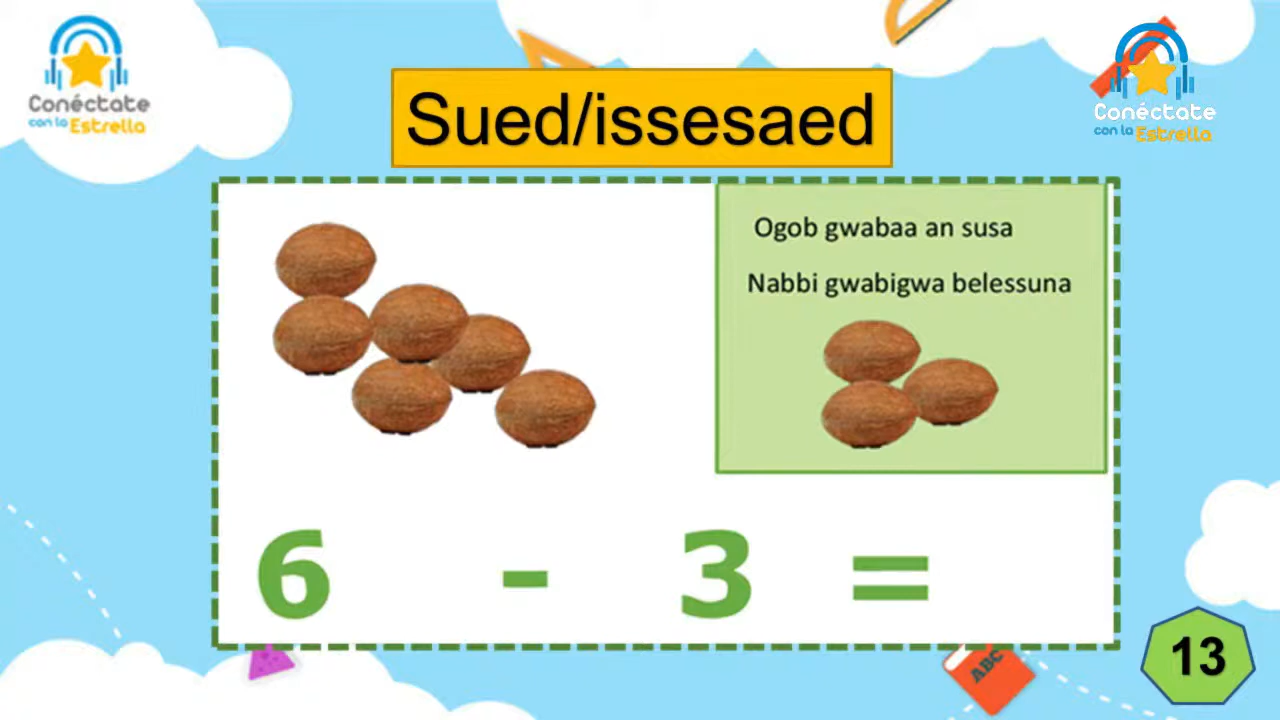 Conéctate
con la Estrella
Sued/issesaed
Conéctate
con la Estrella
Ogob gwabaa an susa
Nabbi gwabigwa belessuna
6 - 3 =
ABC
13